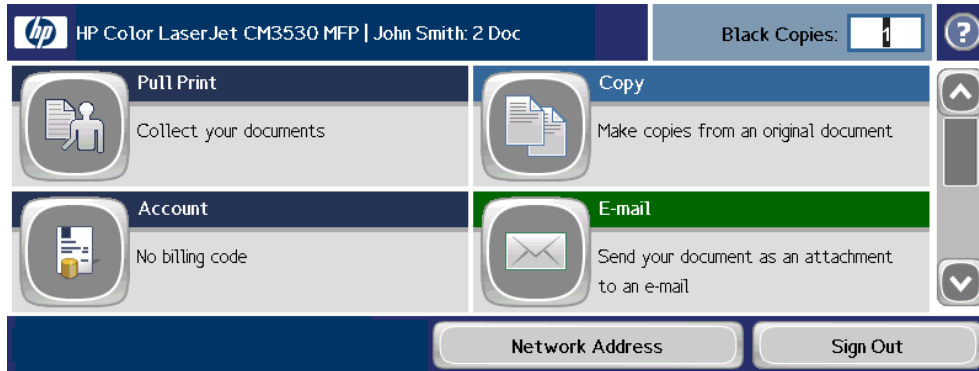 hp
HP Color LaserJet CM3530 MFP | John Smith: 2 Doc
Black Copies: 1
?
Pull Print
Collect your documents
Copy
Make copies from an original document
Account
No billing code
E-mail
Send your document as an attachment
to an e-mail
Network Address
Sign Out